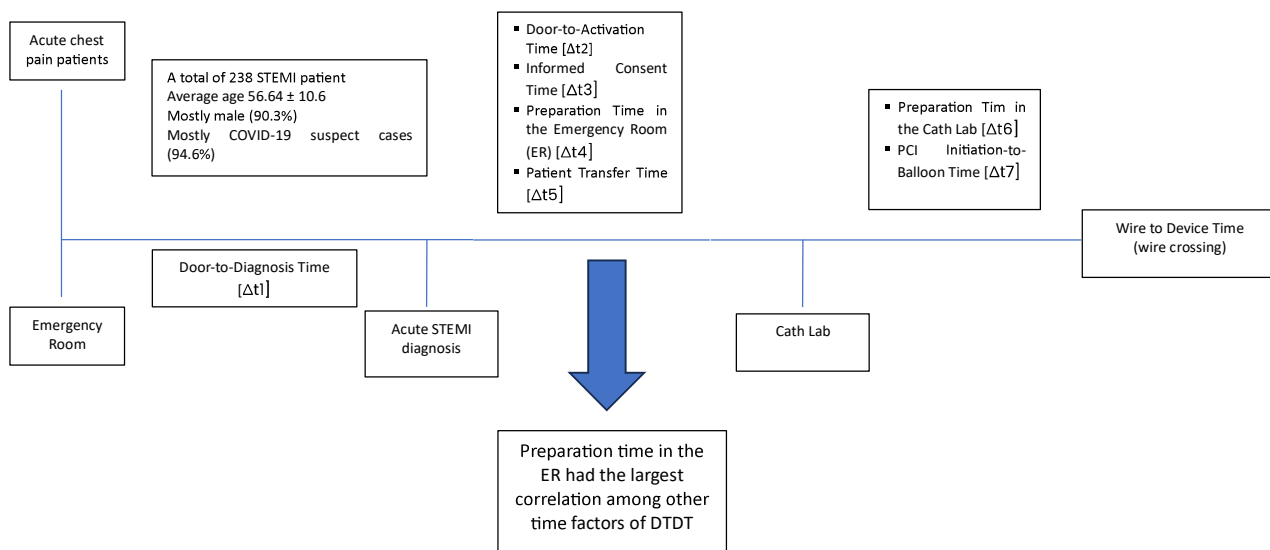 Acute chest
pain patients
A total of 238 STEMI patient
Average age 56.64 ± 10.6
Mostly male (90.3%)
Mostly COVID-19 suspect cases
(94.6%)
▪ Door-to-Activation
Time [Δt2]
▪ Informed Consent
Time [Δt3]
▪ Preparation Time in
the Emergency Room
(ER) [Δt4]
▪ Patient Transfer Time
[Δt5]
▪ Preparation Tim in
the Cath Lab [Δt6]
▪ PCI Initiation-to-
Balloon Time [Δt7]
Wire to Device Time
(wire crossing)
Door-to-Diagnosis Time
[Δt1]
Emergency
Room
Acute STEMI
diagnosis
Cath Lab
Preparation time in the
ER had the largest
correlation among other
time factors of DTDT